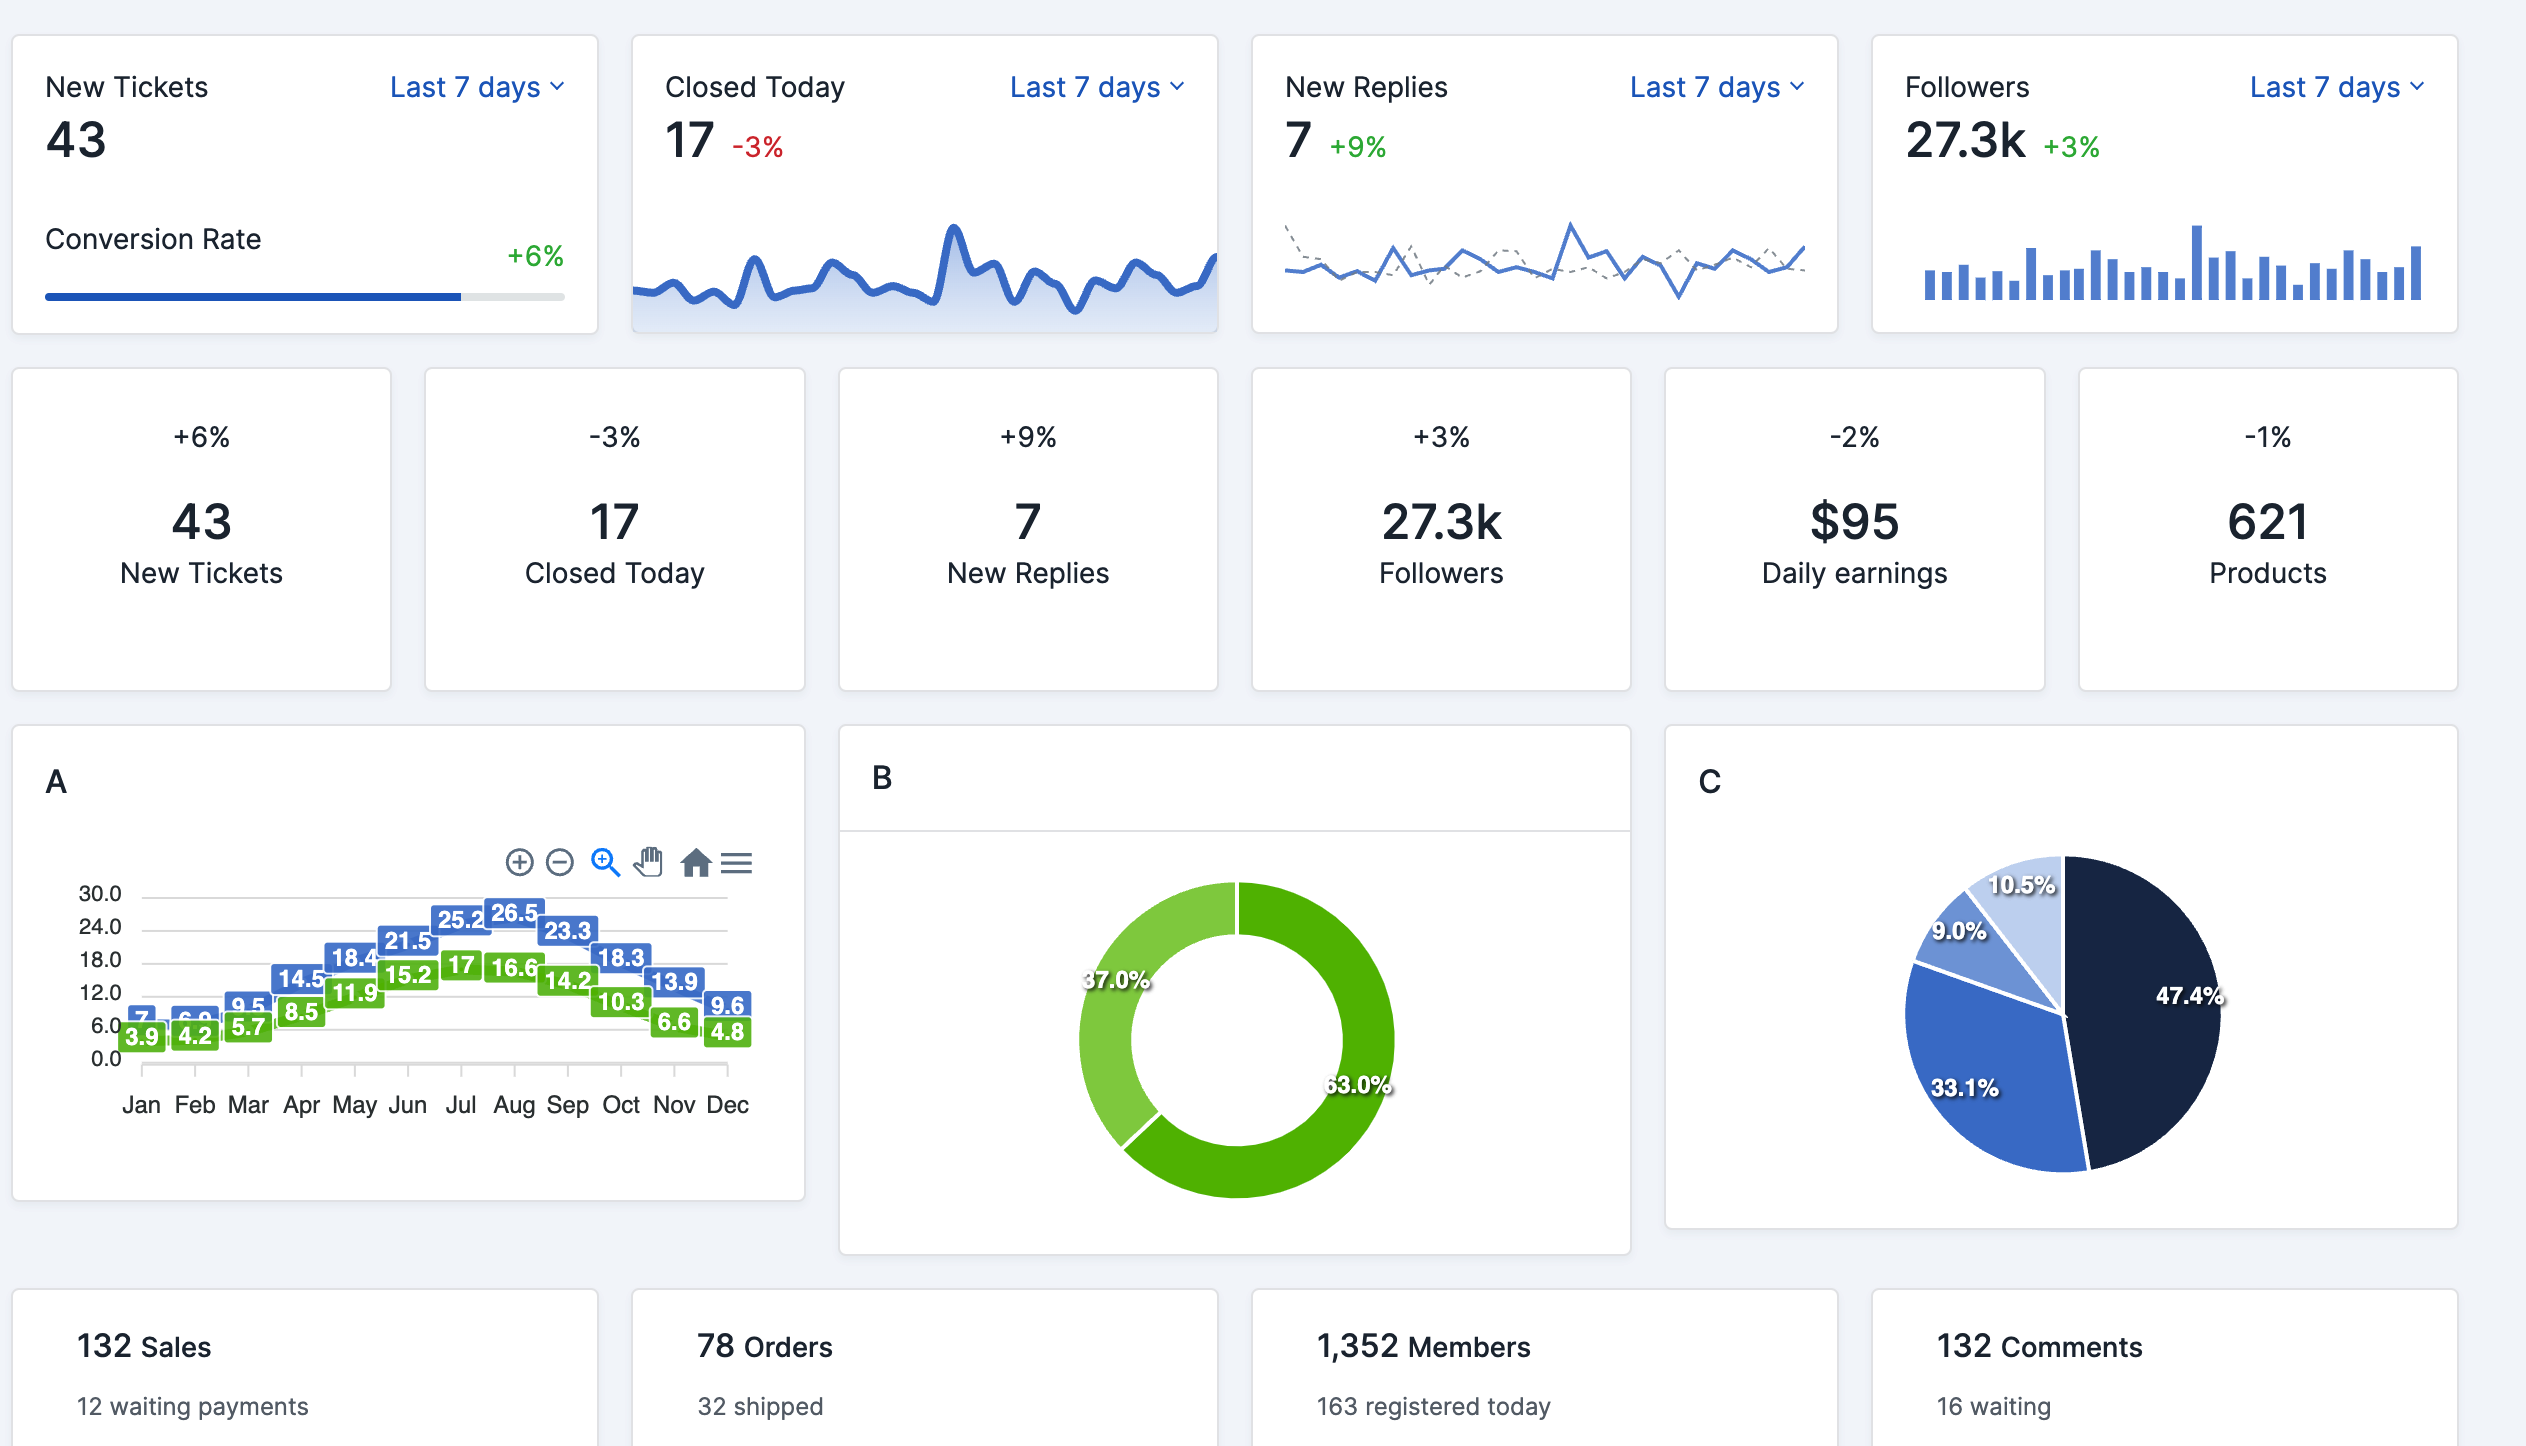 New Tickets
Last 7 days
43
Conversion Rate
+6%
Closed Today
Last 7 days
17 -3%
New Replies
Last 7 days
7 +9%
Followers
Last 7 days
27.3k +3%
+6%
43
New Tickets
-3%
17
Closed Today
+9%
7
New Replies
+3%
27.3k
Followers
-2%
$95
Daily earnings
-1%
621
Products
A
30.0
24.0
18.0
12.0
6.0
0.0
7 9.5 14.5 18.4 21.5 25.2 26.5 23.3 18.3 13.9 9.6
3.9 4.2 5.7 8.5 11.9 15.2 17 16.6 14.2 10.3 6.6 4.8
Jan Feb Mar Apr May Jun Jul Aug Sep Oct Nov Dec
B
37.0%
63.0%
C
10.5%
9.0%
47.4%
33.1%
132 Sales
12 waiting payments
78 Orders
32 shipped
1,352 Members
163 registered today
132 Comments
16 waiting